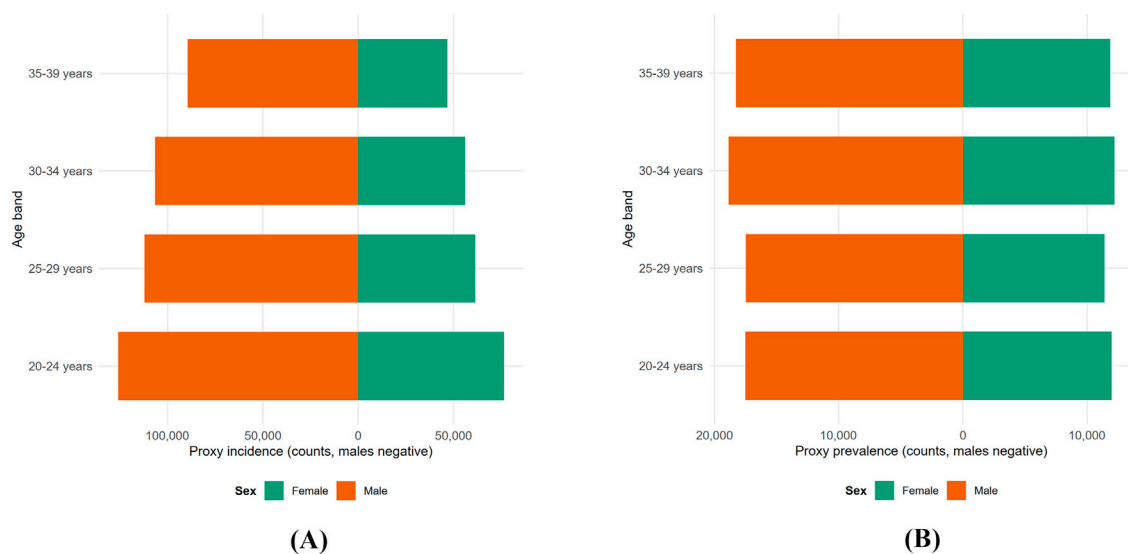 35-39 years
30-34 years
25-29 years
20-24 years
Age band
100,000 50,000 0 50,000
Proxy incidence (counts, males negative)
Sex Female Male
(A)
35-39 years
30-34 years
25-29 years
20-24 years
Age band
20,000 10,000 0 10,000
Proxy prevalence (counts, males negative)
Sex Female Male
(B)